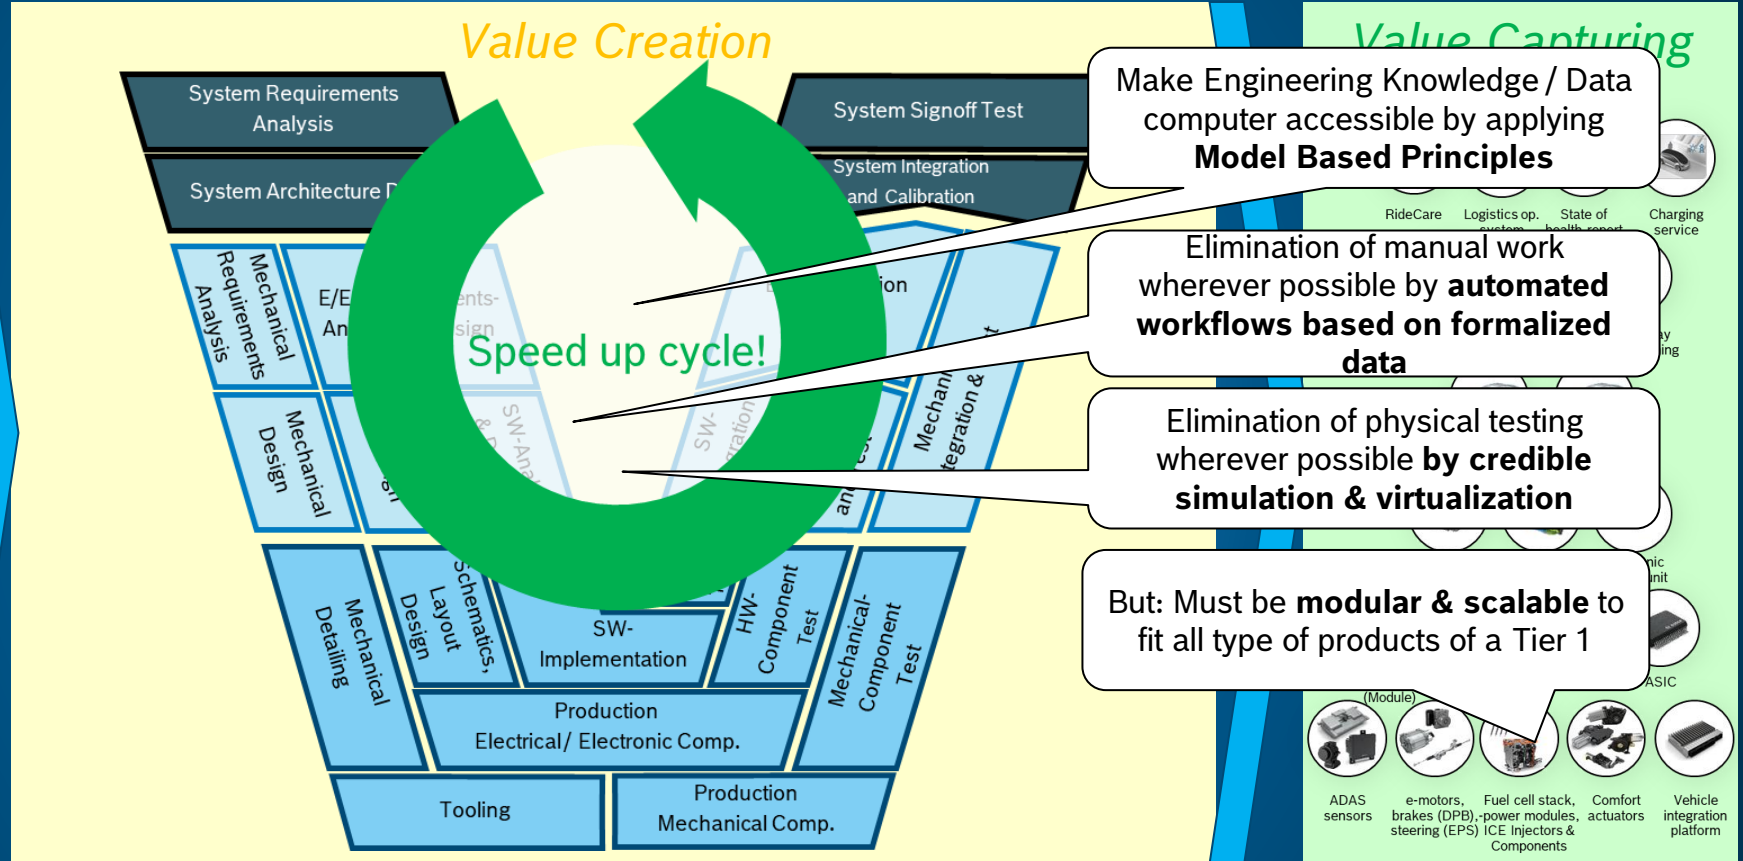 Value Creation
Value Capturing
System Requirements
Analysis
System Signoff Test
Make Engineering Knowledge / Data
computer accessible by applying
Model Based Principles
System Architecture
System Integration
and Calibration
RideCare
Logistics op.
system
State of
health report
Charging
service
Mechanical
Requirements
Analysis
E/E
Elimination of manual work
wherever possible by automated
workflows based on formalized
data
Speed up cycle!
Mechanical
Design
SW-
Elimination of physical testing
wherever possible by credible
simulation & virtualization
Mechanical
Detailing
Schematics,
Layout
Design
SW-
Implementation
HW-
Component
Test
Mechanical-
Component
Test
But: Must be modular & scalable to
fit all type of products of a Tier 1
ASIC
(Module)
Production
Electrical/ Electronic Comp.
Tooling
Production
Mechanical Comp.
ADAS
sensors
e-motors,
brakes (DPB),
steering (EPS)
Fuel cell stack,
-power modules,
ICE Injectors &
Components
Comfort
actuators
Vehicle
integration
platform